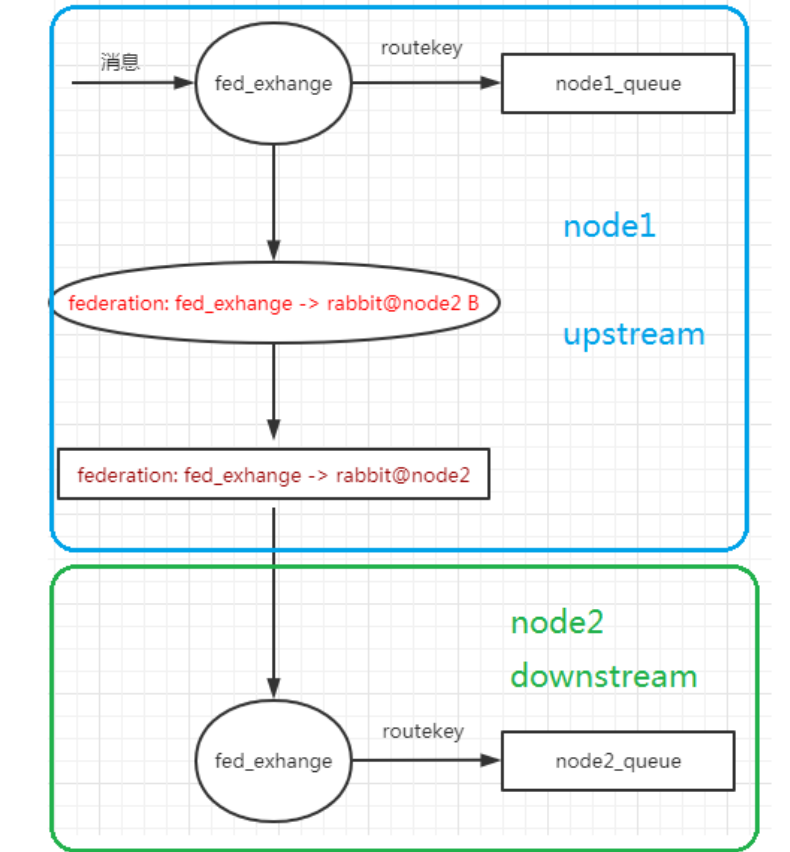 消息
fed_exhange
routekey
node1_queue
node1
federation: fed_exhange -> rabbit@node2 B
upstream
federation: fed_exhange -> rabbit@node2
node2
downstream
fed_exhange
routekey
node2_queue